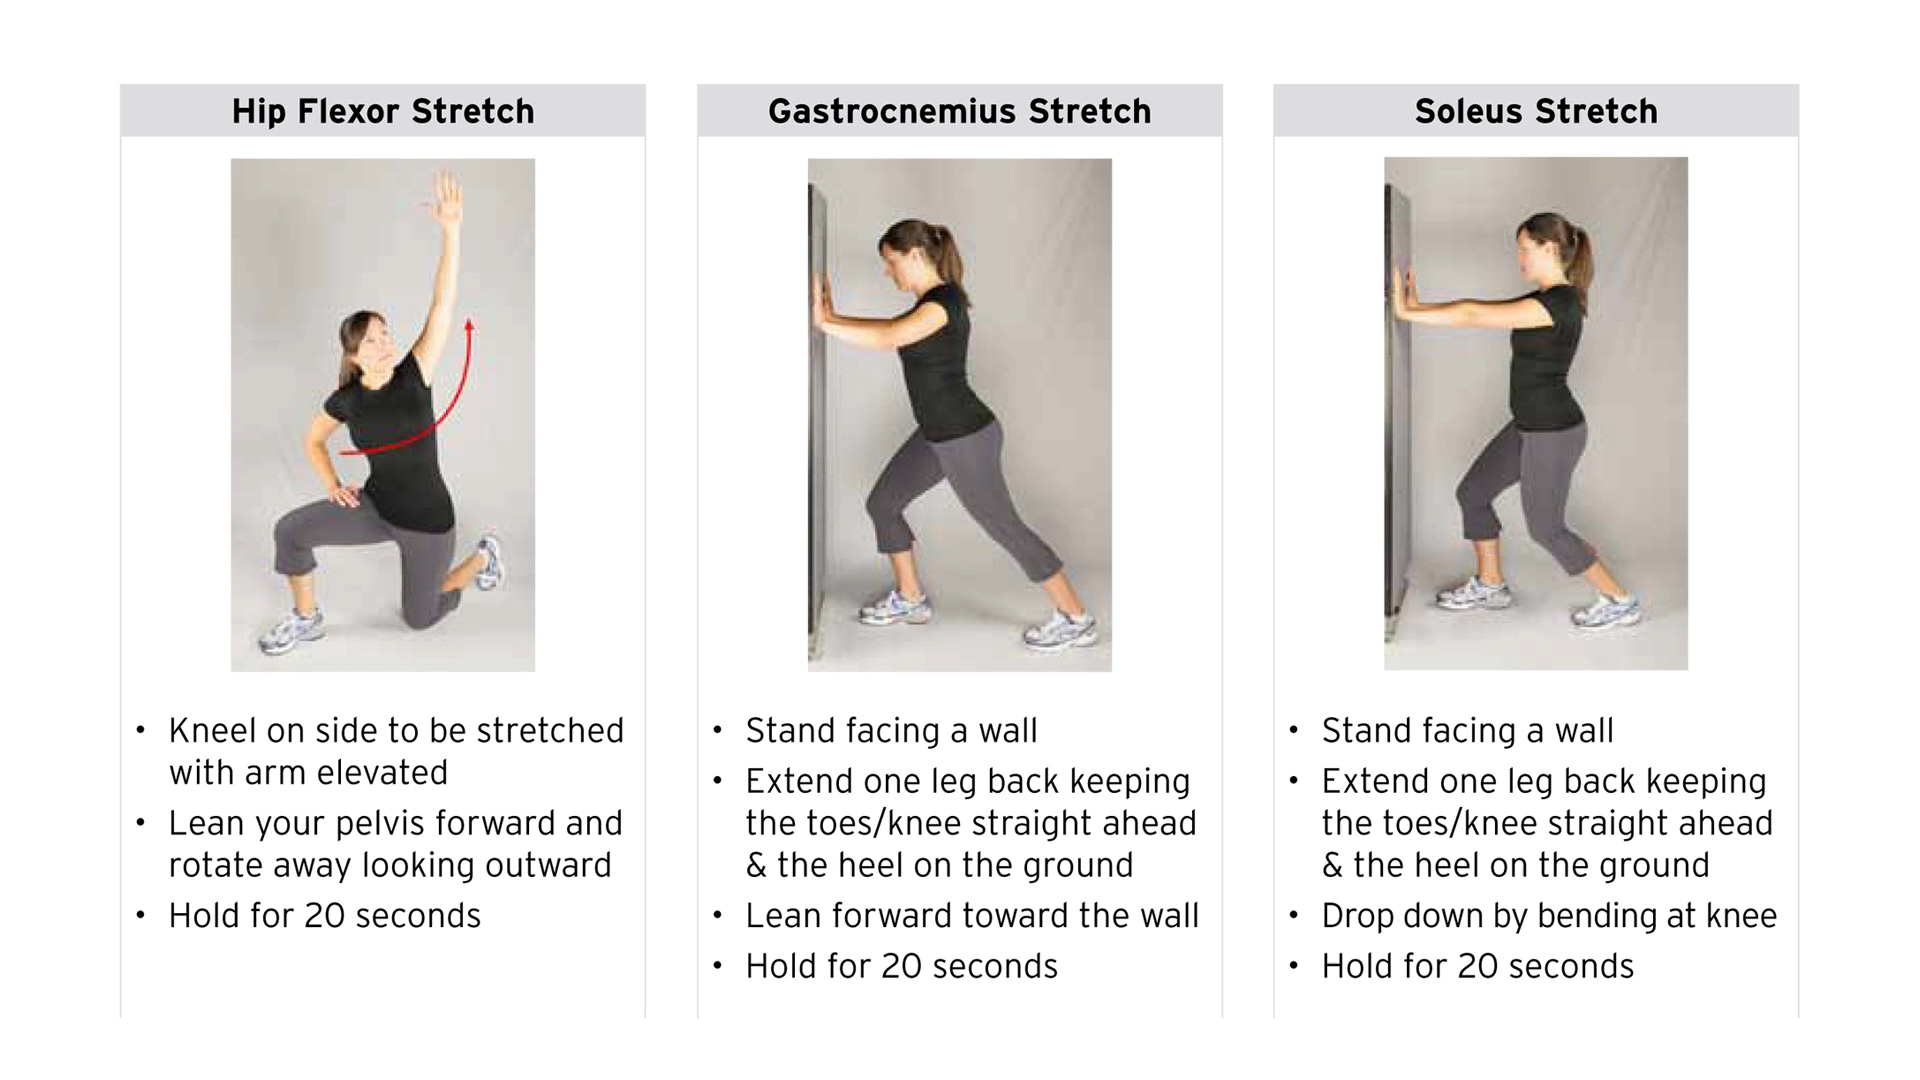 Hip Flexor Stretch
• Kneel on side to be stretched
with arm elevated
• Lean your pelvis forward and
rotate away looking outward
• Hold for 20 seconds
Gastrocnemius Stretch
• Stand facing a wall
• Extend one leg back keeping
the toes/knee straight ahead
& the heel on the ground
• Lean forward toward the wall
• Hold for 20 seconds
Soleus Stretch
• Stand facing a wall
• Extend one leg back keeping
the toes/knee straight ahead
& the heel on the ground
• Drop down by bending at knee
• Hold for 20 seconds